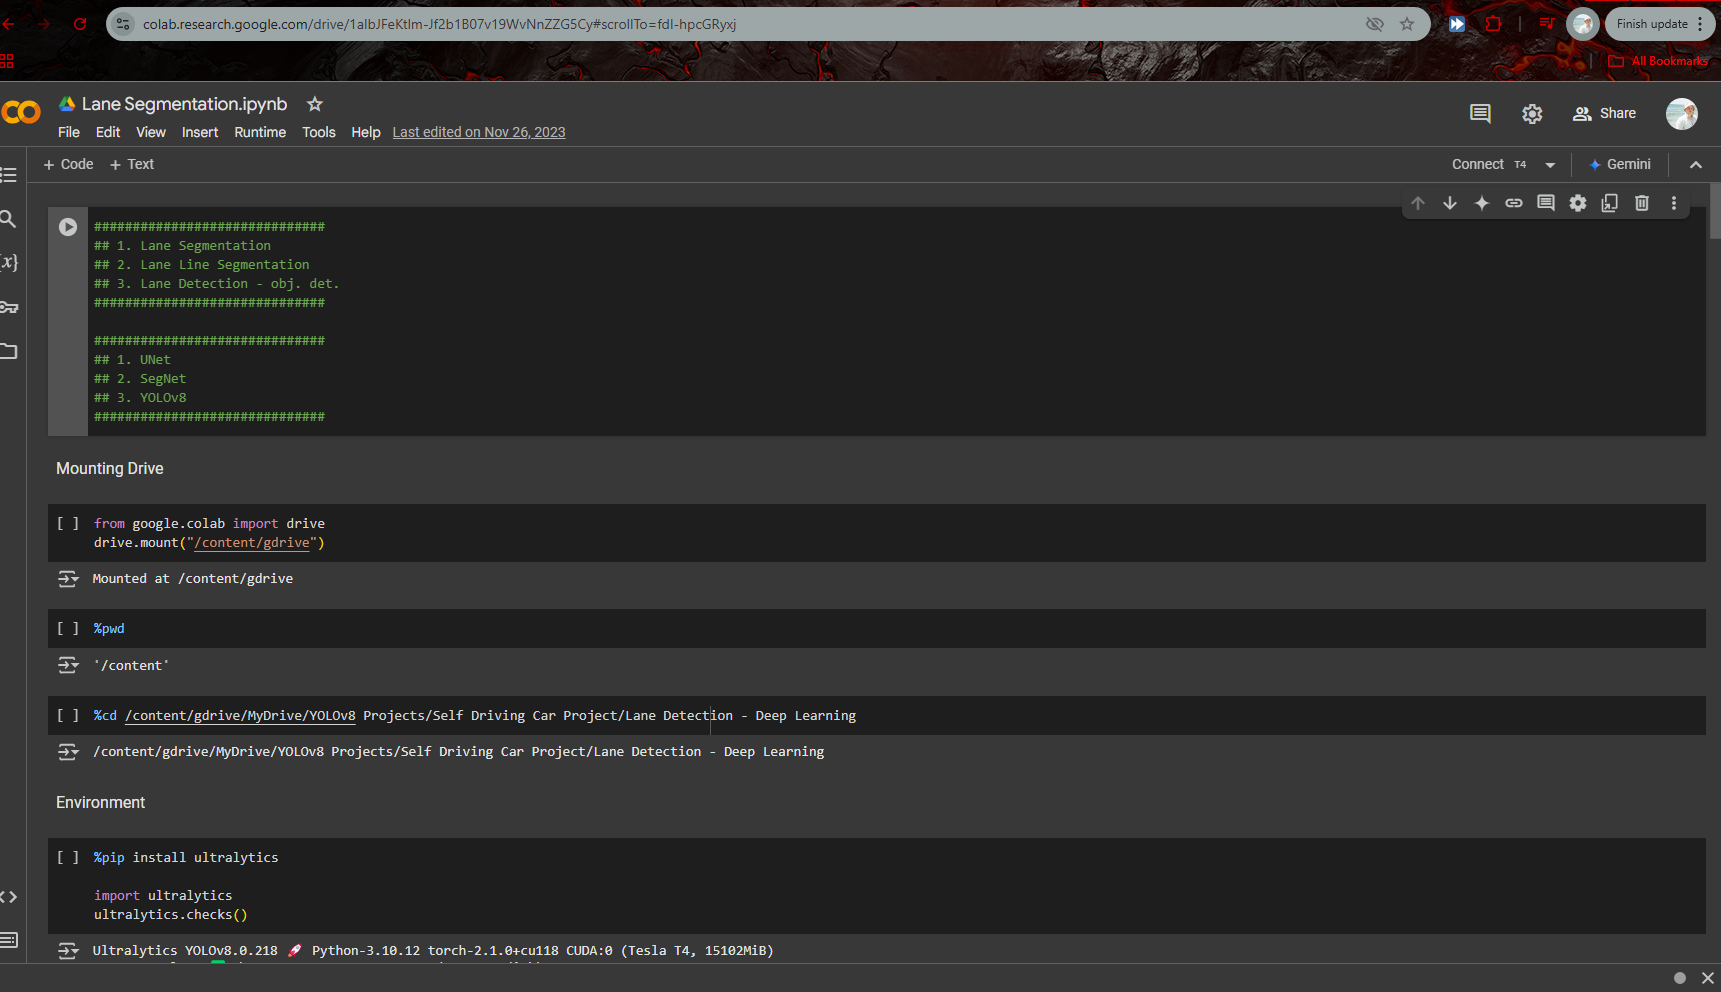 colab.research.google.com/drive/1albJFeKtIm-Jf2b1B07v19WvNnZZG5Cy#scrollTo=fdI-hpcGRyxj
Finish update
All Bookmarks
Lane Segmentation.ipynb
File Edit View Insert Runtime Tools Help Last edited on Nov 26, 2023
Share
+ Code + Text
Connect T4
Gemini
##############################
## 1. Lane Segmentation
## 2. Lane Line Segmentation
## 3. Lane Detection - obj. det.
##############################
##############################
## 1. UNet
## 2. SegNet
## 3. YOLOv8
##############################
Mounting Drive
[ ] from google.colab import drive
drive.mount("/content/gdrive")
Mounted at /content/gdrive
[ ] %pwd
'/content'
[ ] %cd /content/gdrive/MyDrive/YOLOv8 Projects/Self Driving Car Project/Lane Detection - Deep Learning
/content/gdrive/MyDrive/YOLOv8 Projects/Self Driving Car Project/Lane Detection - Deep Learning
Environment
[ ] %pip install ultralytics
import ultralytics
ultralytics.checks()
Ultralytics YOLOv8.0.218 🚀 Python-3.10.12 torch-2.1.0+cu118 CUDA:0 (Tesla T4, 15102MiB)